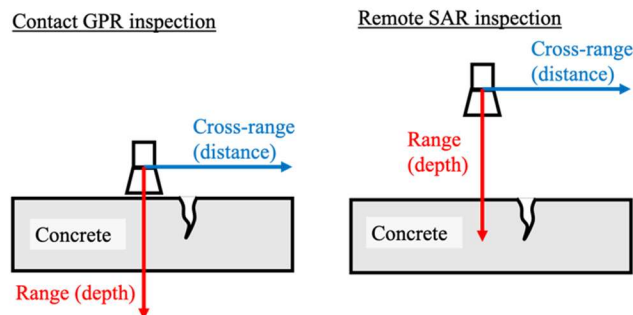 Contact GPR inspection
Cross-range
(distance)
Concrete
Range (depth)
Remote SAR inspection
Cross-range
(distance)
Range
(depth)
Concrete